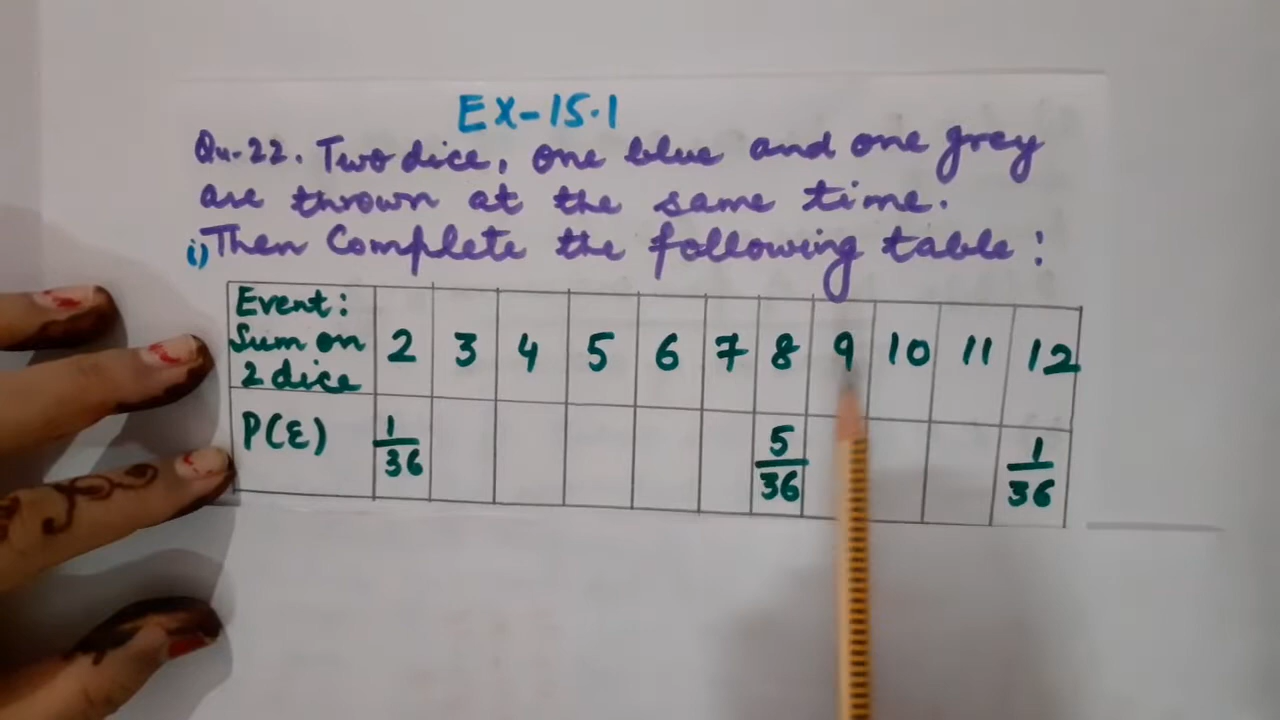 EX-15.1
Qu-22. Two dice, one blue and one grey
are thrown at the same time.
i) Then Complete the following table :
Event:
Sum on
2 dice
2 3 4 5 6 7 8 9 10 11 12
P(E) 1/36 5/36 1/36